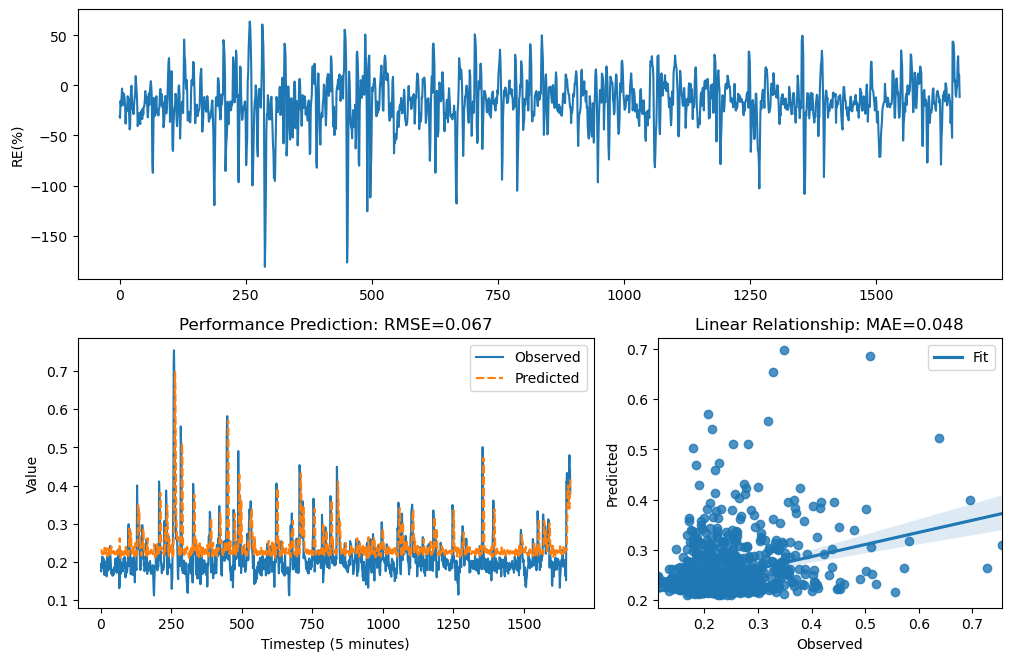 50
0
−50
−100
−150
RE(%)
0 250 500 750 1000 1250 1500
Performance Prediction: RMSE=0.067
Observed
Predicted
0.7
0.6
0.5
0.4
0.3
0.2
0.1
Value
0 250 500 750 1000 1250 1500
Timestep (5 minutes)
Linear Relationship: MAE=0.048
Fit
0.7
0.6
0.5
0.4
0.3
0.2
Predicted
0.2 0.3 0.4 0.5 0.6 0.7
Observed